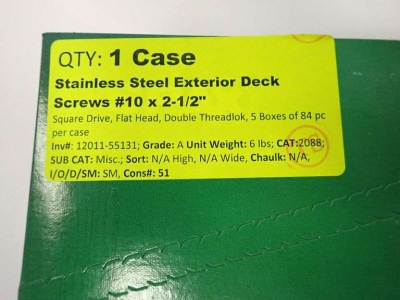 QTY: 1 Case
Stainless Steel Exterior Deck
Screws #10 x 2-1/2"
Square Drive, Flat Head, Double Threadlok, 5 Boxes of 84 pc
per case
Inv#: 12011-55131; Grade: A Unit Weight: 6 lbs; CAT:2088;
SUB CAT: Misc.; Sort: N/A High, N/A Wide, Chaulk: N/A,
I/O/D/SM: SM, Cons#: 51